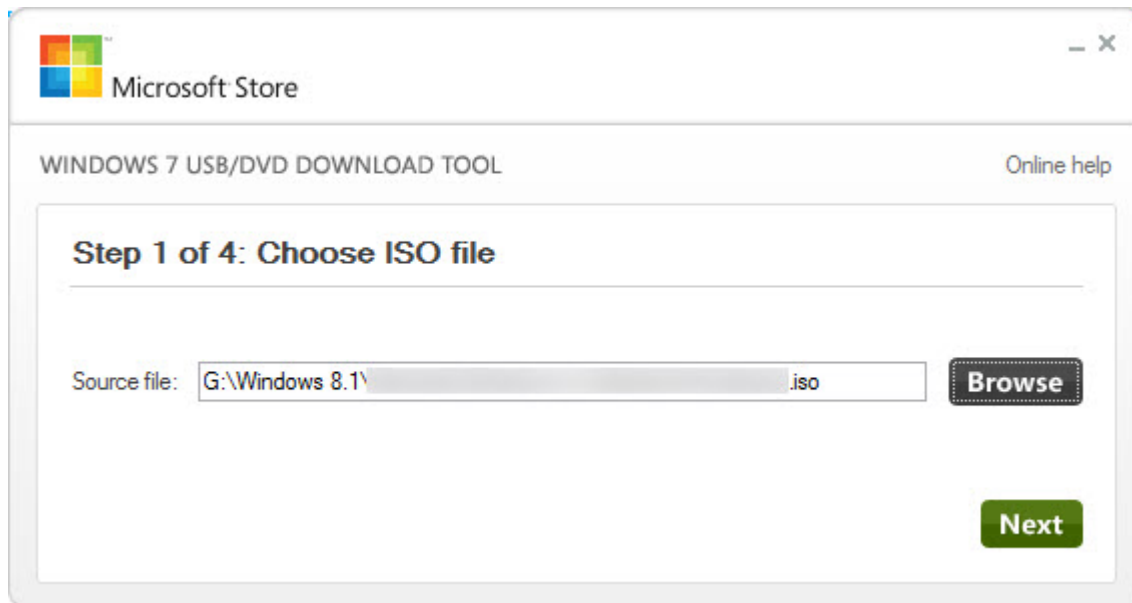 Microsoft Store
WINDOWS 7 USB/DVD DOWNLOAD TOOL Online help
Step 1 of 4: Choose ISO file
Source file: G:\Windows 8.1\ .iso Browse
Next